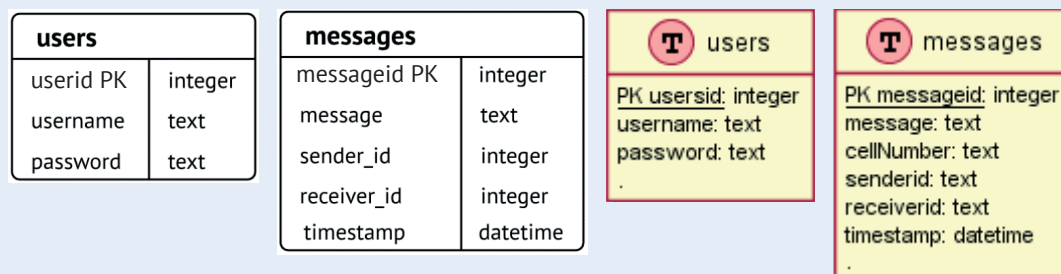 users
userid PK integer
username text
password text
messages
messageid PK integer
message text
sender_id integer
receiver_id integer
timestamp datetime
T users
PK usersid: integer
username: text
password: text
.
T messages
PK messageid: integer
message: text
cellNumber: text
senderid: text
receiverid: text
timestamp: datetime
.